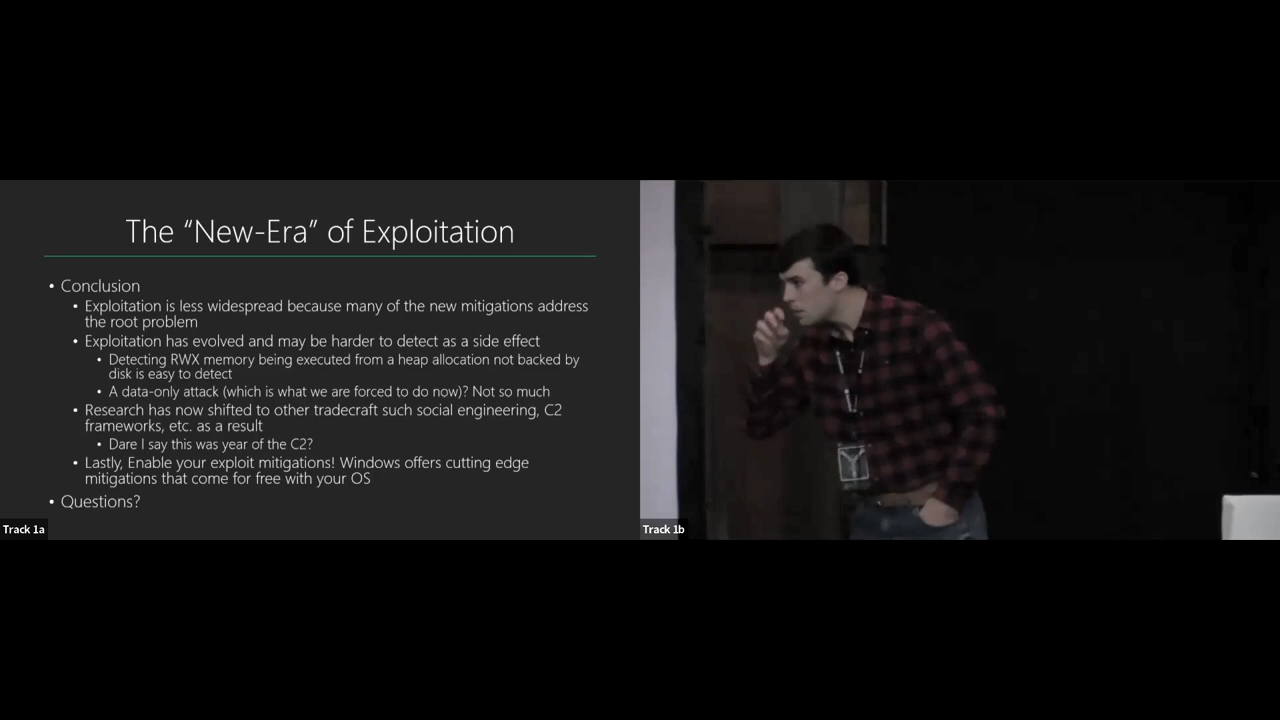 The “New-Era” of Exploitation
• Conclusion
• Exploitation is less widespread because many of the new mitigations address
the root problem
• Exploitation has evolved and may be harder to detect as a side effect
• Detecting RWX memory being executed from a heap allocation not backed by
disk is easy to detect
• A data-only attack (which is what we are forced to do now)? Not so much
• Research has now shifted to other tradecraft such social engineering, C2
frameworks, etc. as a result
• Dare I say this was year of the C2?
• Lastly, Enable your exploit mitigations! Windows offers cutting edge
mitigations that come for free with your OS
• Questions?
Track 1a
Track 1b